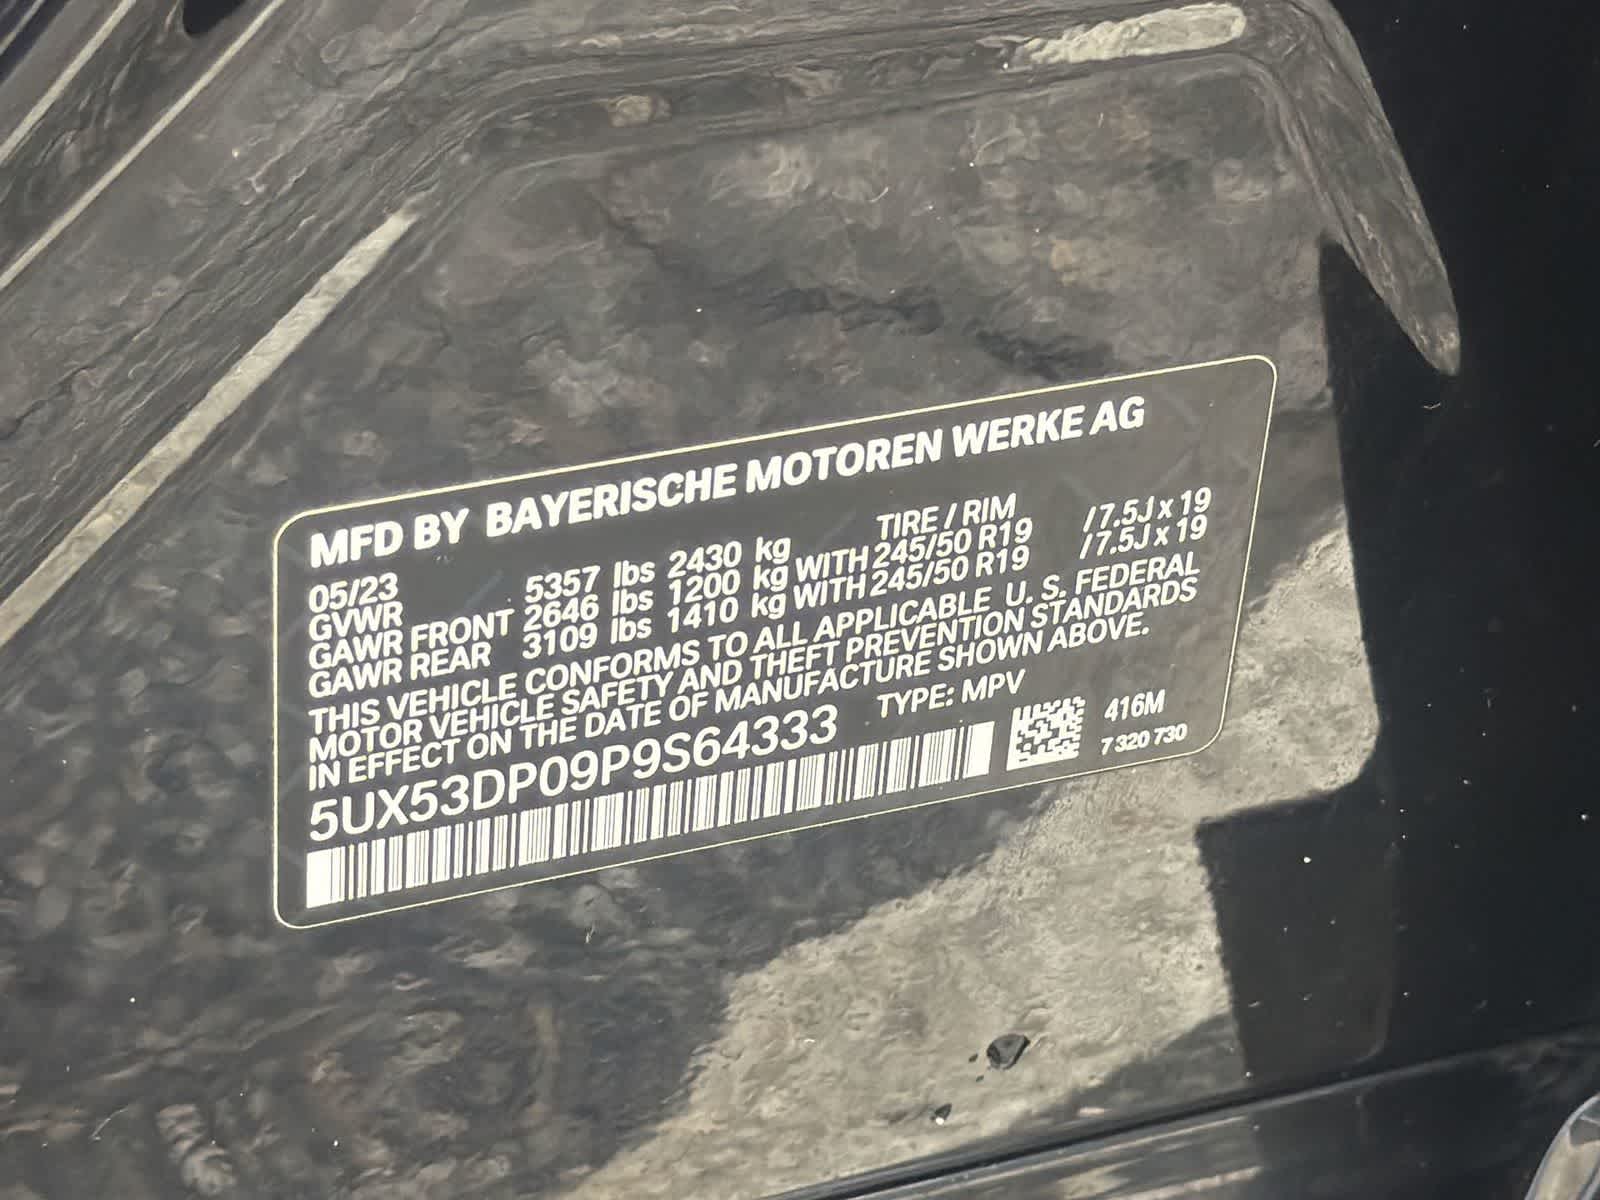 MFD BY BAYERISCHE MOTOREN WERKE AG
05/23 TIRE / RIM
GVWR 5357 lbs 2430 kg
GAWR FRONT 2646 lbs 1200 kg WITH 245/50 R19 / 7.5J x 19
GAWR REAR 3109 lbs 1410 kg WITH 245/50 R19 / 7.5J x 19
THIS VEHICLE CONFORMS TO ALL APPLICABLE U. S. FEDERAL
MOTOR VEHICLE SAFETY AND THEFT PREVENTION STANDARDS
IN EFFECT ON THE DATE OF MANUFACTURE SHOWN ABOVE.
5UX53DP09P9S64333 TYPE: MPV
416M
7 320 730